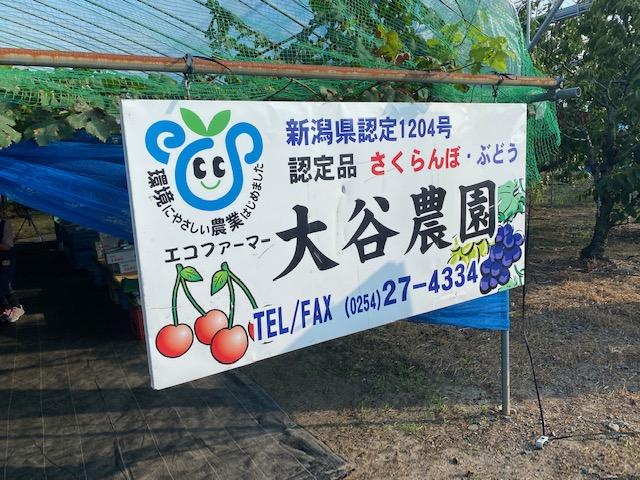 新潟県認定1204号
認定品 さくらんぼ・ぶどう
環境にやさしい農業はじめました
エコファーマー
大谷農園
TEL/FAX (0254)27-4334